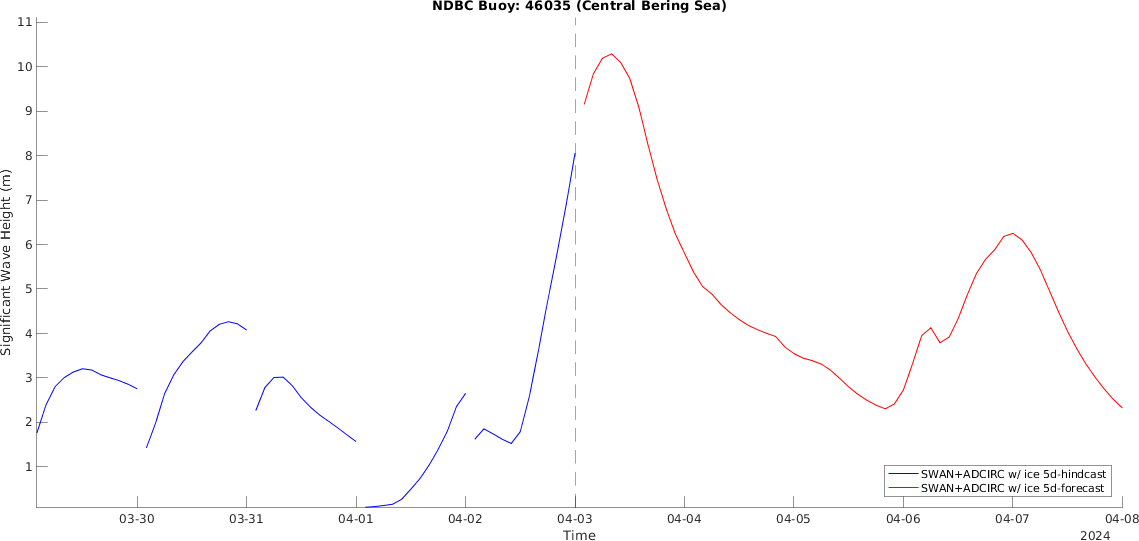 NDBC Buoy: 46035 (Central Bering Sea)
11
10
9
8
7
6
5
4
3
2
1
Significant Wave Height (m)
SWAN+ADCIRC w/ ice 5d-hindcast
SWAN+ADCIRC w/ ice 5d-forecast
03-30 03-31 04-01 04-02 04-03 04-04 04-05 04-06 04-07 04-08
Time
2024